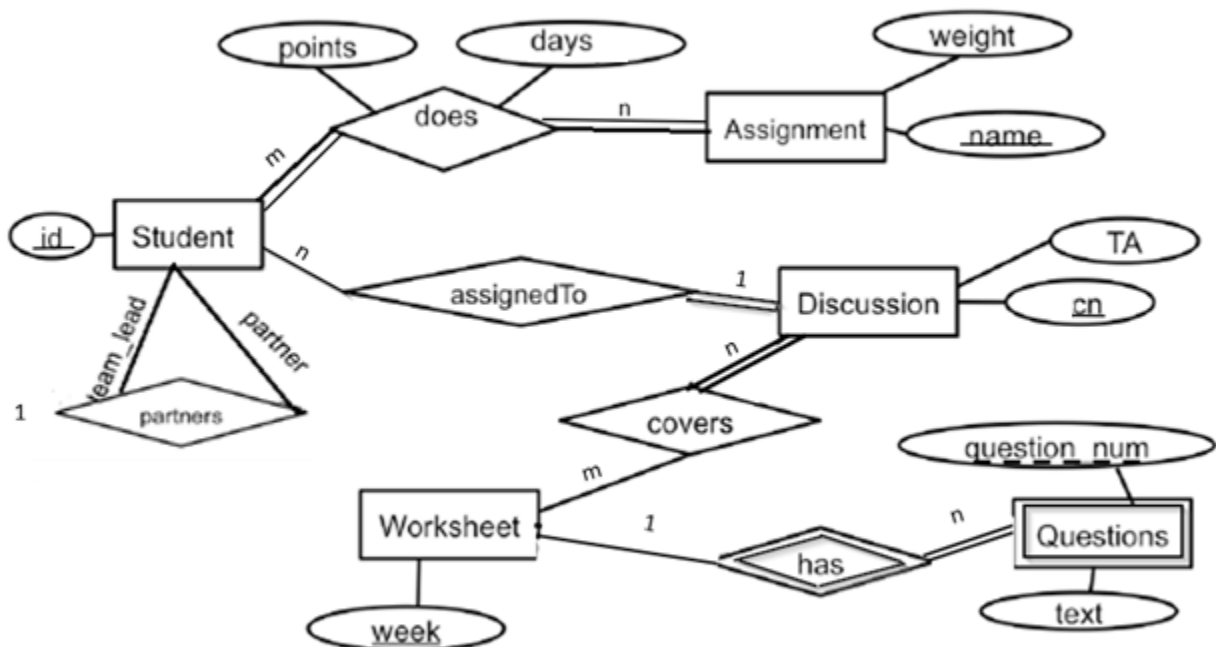 points
days
weight
does
n
Assignment
name
m
id
Student
n
assignedTo
1
Discussion
TA
cn
team_lead
partner
1
partners
n
covers
m
question_num
Worksheet
1
has
n
Questions
week
text